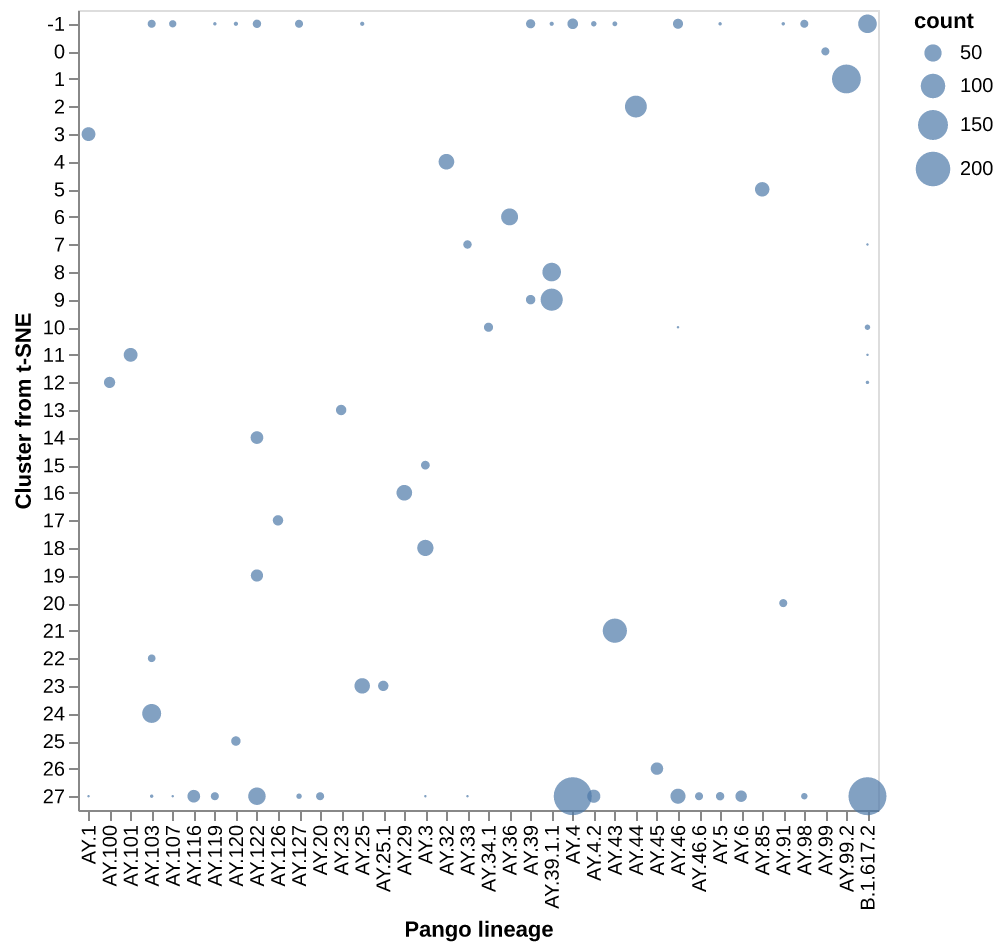 count
50
100
150
200
Cluster from t-SNE
-1
0
1
2
3
4
5
6
7
8
9
10
11
12
13
14
15
16
17
18
19
20
21
22
23
24
25
26
27
AY.1
AY.100
AY.101
AY.103
AY.107
AY.116
AY.119
AY.120
AY.122
AY.126
AY.127
AY.20
AY.23
AY.25
AY.25.1
AY.29
AY.3
AY.32
AY.33
AY.34.1
AY.36
AY.39
AY.39.1.1
AY.4
AY.4.2
AY.43
AY.44
AY.45
AY.46
AY.46.6
AY.5
AY.6
AY.85
AY.91
AY.98
AY.99
AY.99.2
B.1.617.2
Pango lineage